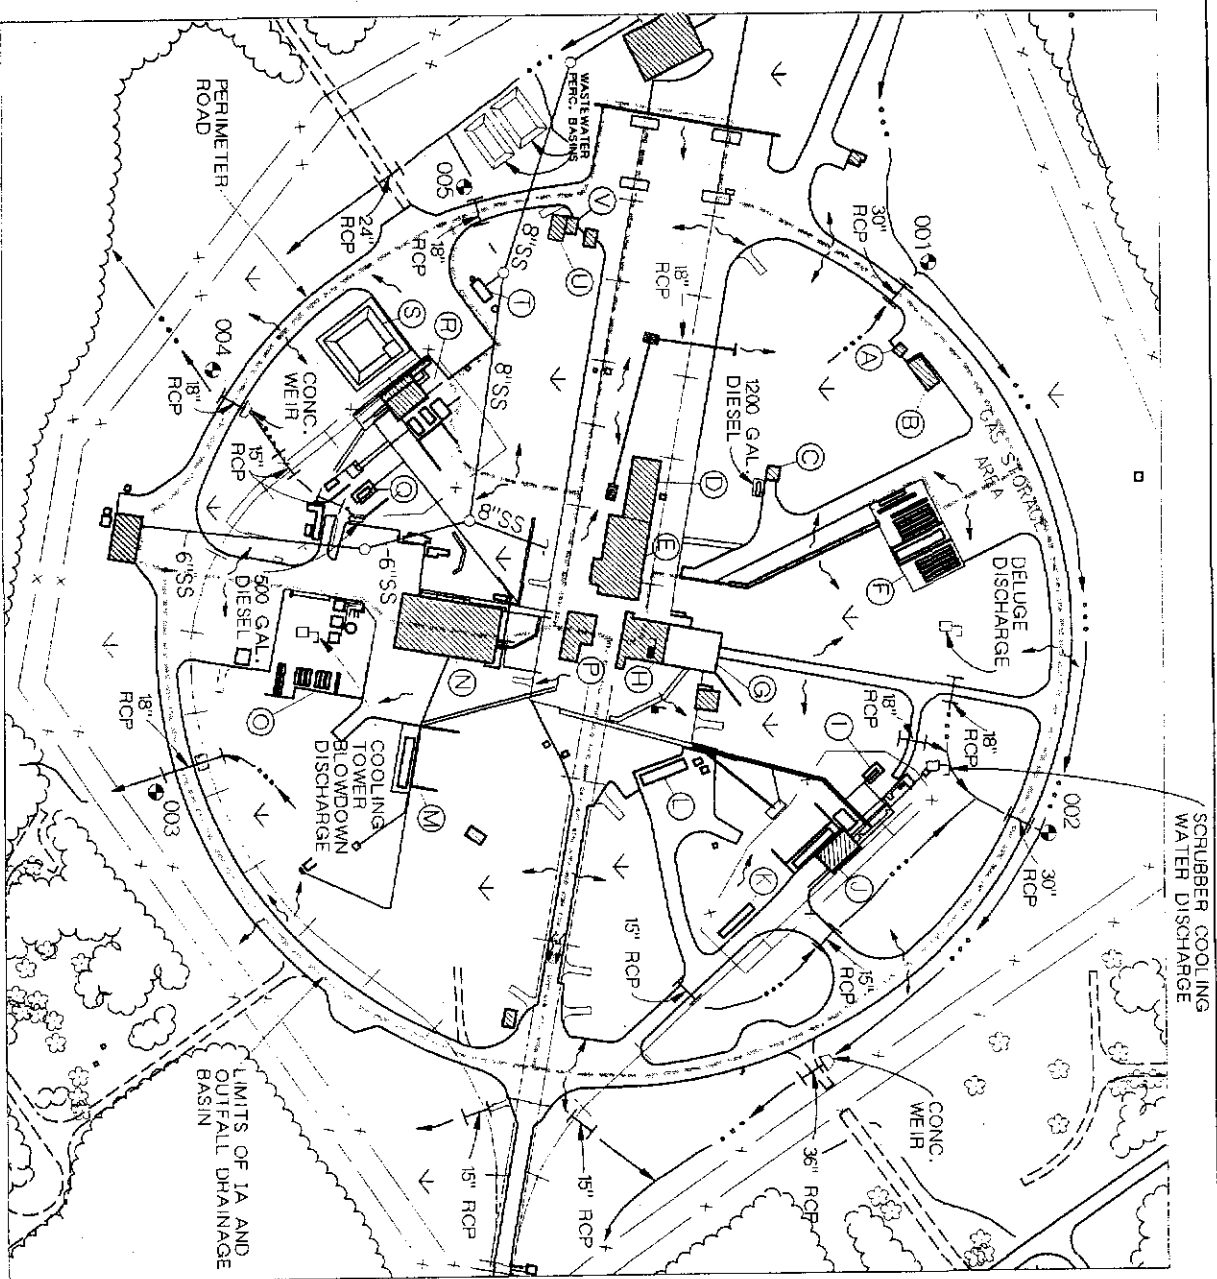 WASTEWATER
PERC. BASINS
PERIMETER
ROAD
005
24"
RCP
18"
RCP
8"SS
V
U
T
18"
RCP
001
30"
RCP
A
B
C
1200 GAL
DIESEL
GAS STORAGE
AREA
D
E
F
DELUGE
DISCHARGE
S
R
CONC.
WEIR
8"SS
004
18"
RCP
15"
RCP
Q
8"SS
6"SS
6"SS
500 GAL.
DIESEL
O
N
P
H
G
I
18"
RCP
18"
RCP
002
30"
RCP
SCRUBBER COOLING
WATER DISCHARGE
J
K
L
M
COOLING
TOWER
BLOWDOWN
DISCHARGE
18"
RCP
003
15" RCP
15"
RCP
CONC.
WEIR
36" RCP
15" RCP
15" RCP
LIMITS OF IA AND
OUTFALL DRAINAGE
BASIN